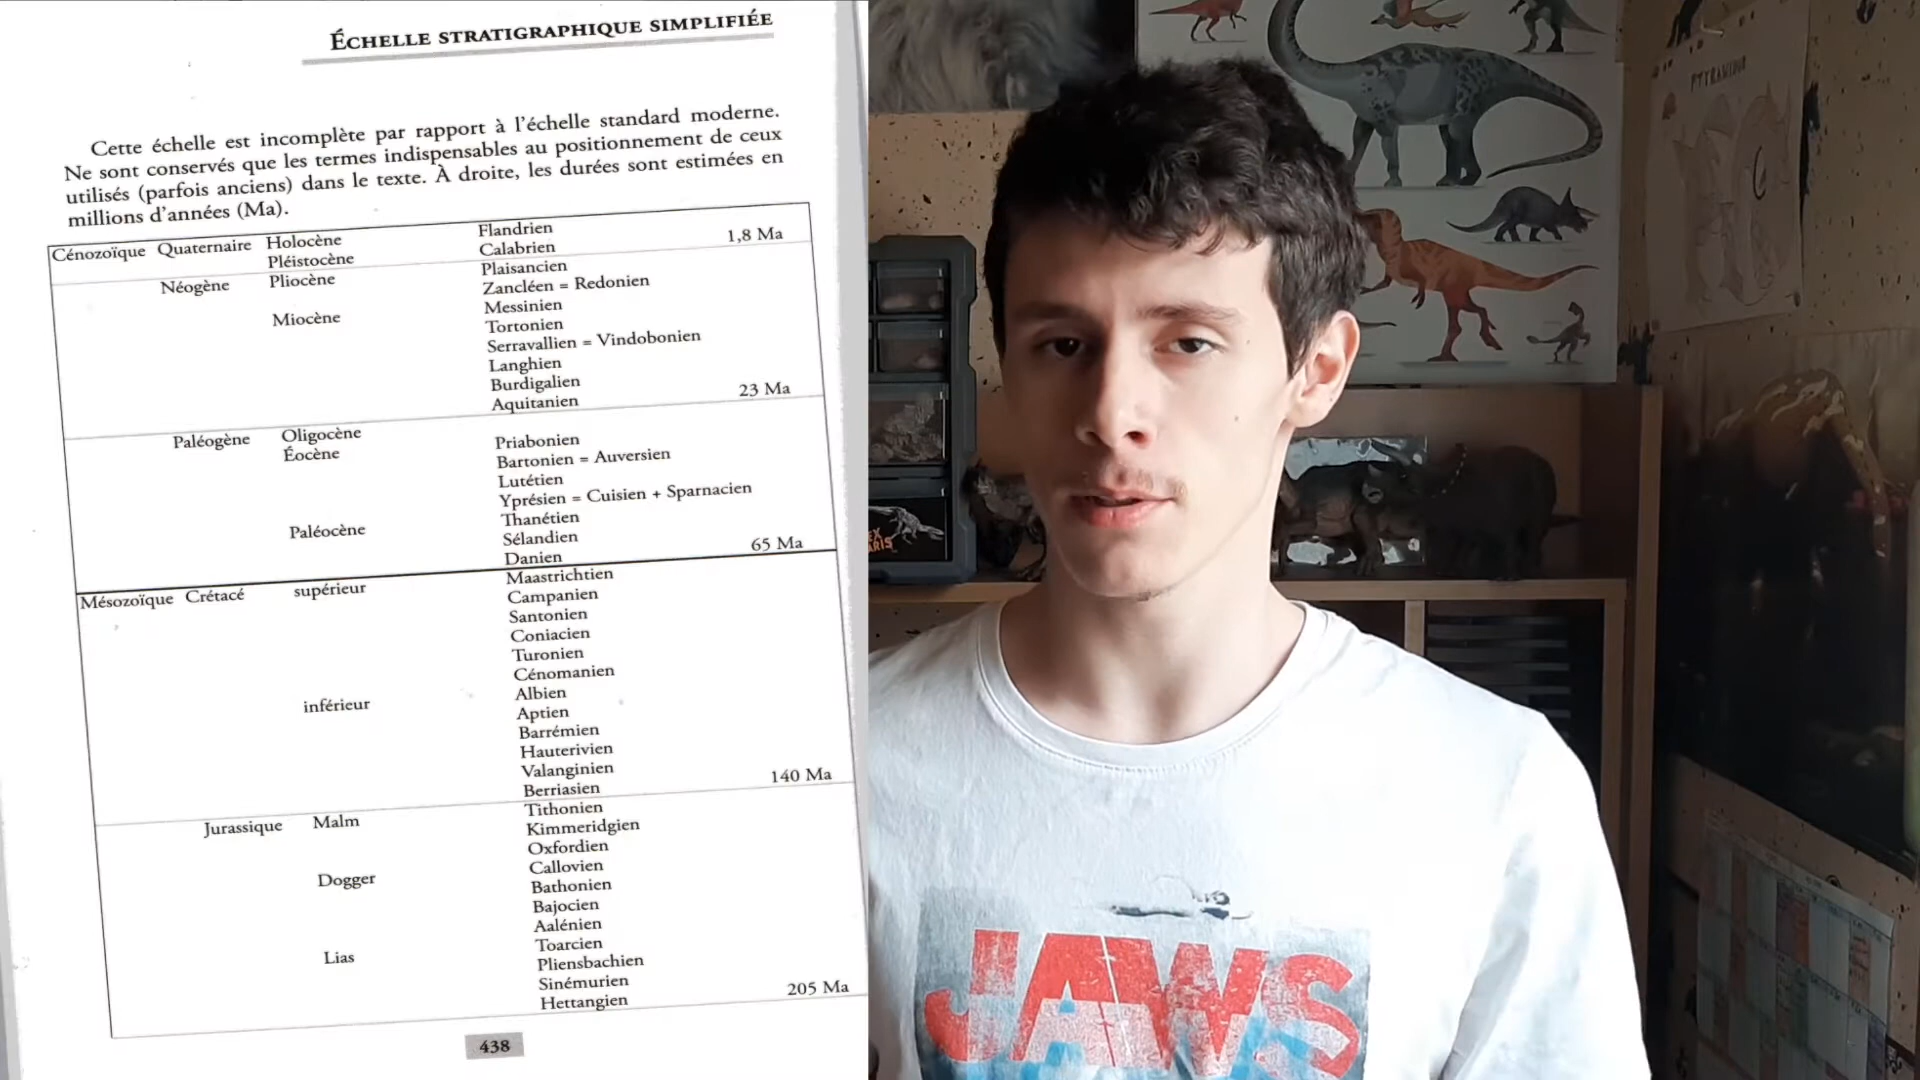 ÉCHELLE STRATIGRAPHIQUE SIMPLIFIÉE
Cette échelle est incomplète par rapport à l'échelle standard moderne.
Ne sont conservés que les termes indispensables au positionnement de ceux
utilisés (parfois anciens) dans le texte. À droite, les durées sont estimées en
millions d'années (Ma).
Cénozoïque Quaternaire Holocène Flandrien
Pléistocène Calabrien 1,8 Ma
Néogène Pliocène Plaisancien
Zancléen = Redonien
Miocène Messinien
Tortonien
Serravallien = Vindobonien
Langhien
Burdigalien
Aquitanien 23 Ma
Paléogène Oligocène
Éocène Priabonien
Bartonien = Auversien
Lutétien
Yprésien = Cuisien + Sparnacien
Paléocène Thanétien
Sélandien
Danien 65 Ma
Mésozoïque Crétacé supérieur Maastrichtien
Campanien
Santonien
Coniacien
Turonien
Cénomanien
inférieur Albien
Aptien
Barrémien
Hauterivien
Valanginien
Berriasien 140 Ma
Jurassique Malm Tithonien
Kimmeridgien
Oxfordien
Dogger Callovien
Bathonien
Bajocien
Aalénien
Lias Toarcien
Pliensbachien
Sinémurien
Hettangien 205 Ma
438
JAWS